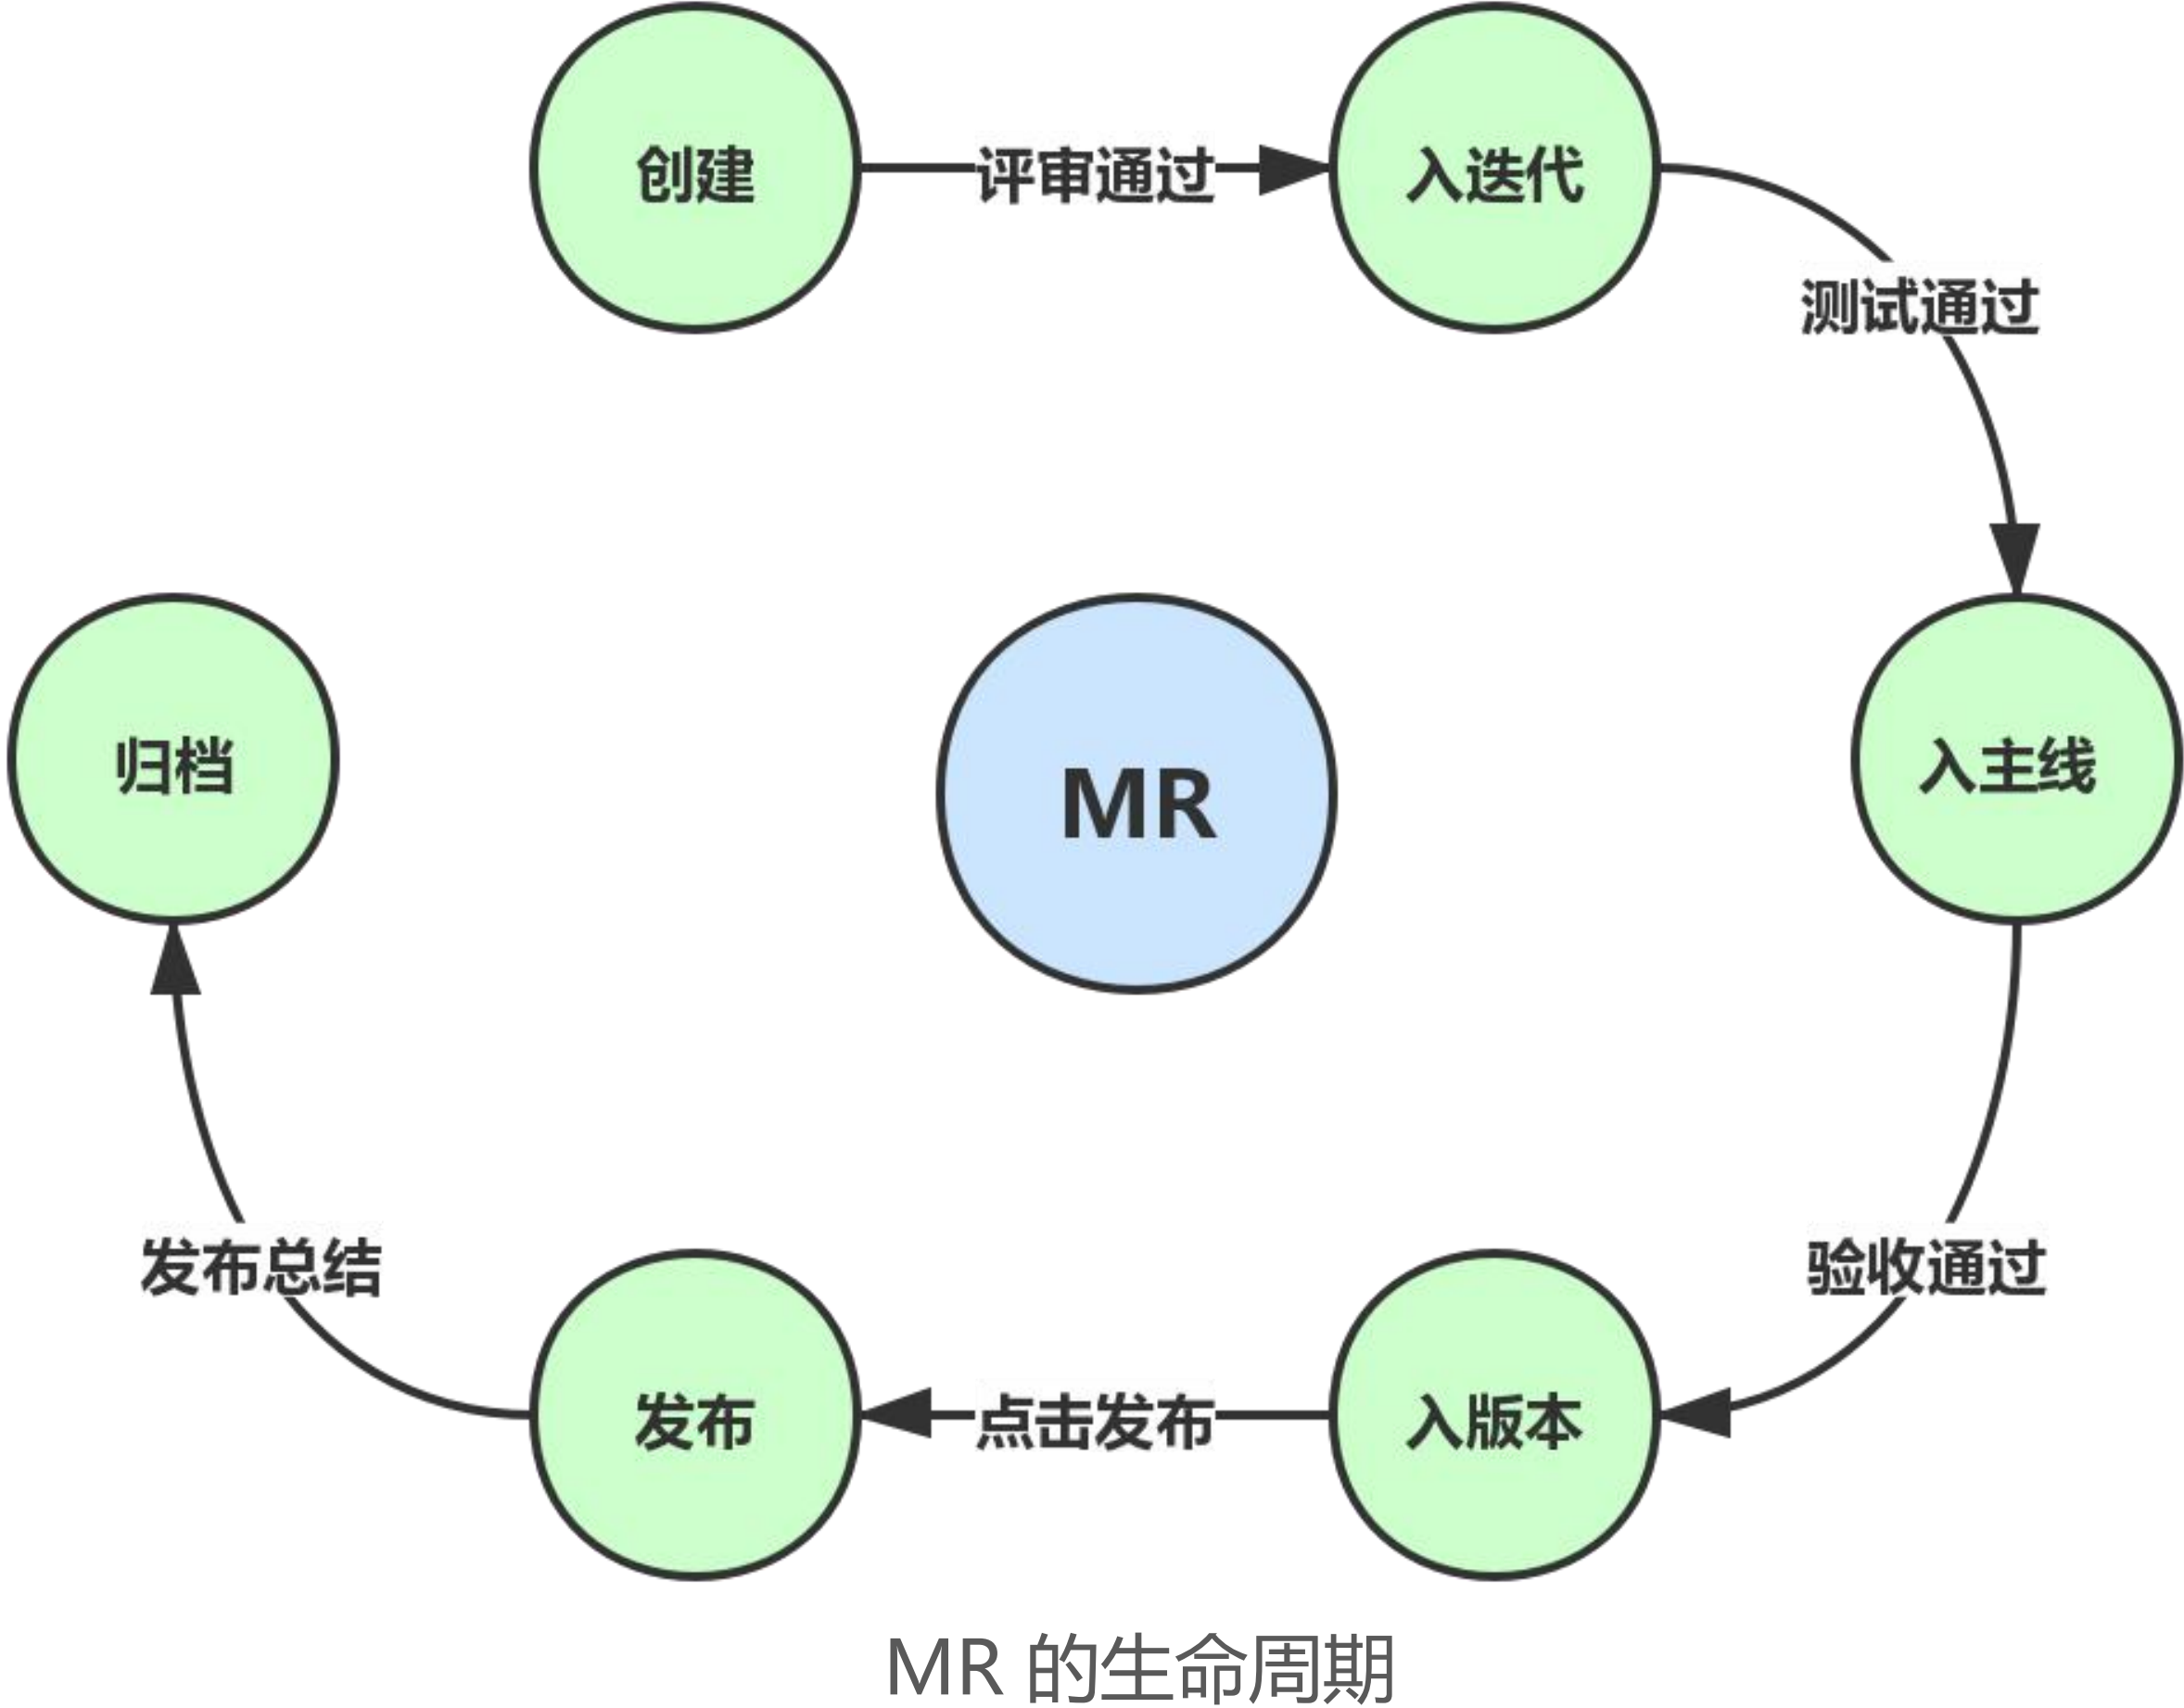 创建
评审通过
入迭代
测试通过
归档
MR
入主线
发布总结
验收通过
发布
点击发布
入版本
MR 的生命周期